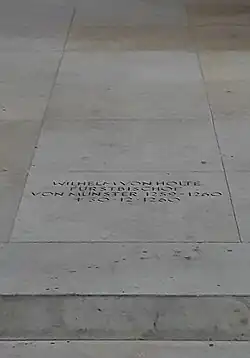 WILHELM VON HOLTE
FÜRSTBISCHOF
VON MÜNSTER 1259-1260
† 30·12·1260